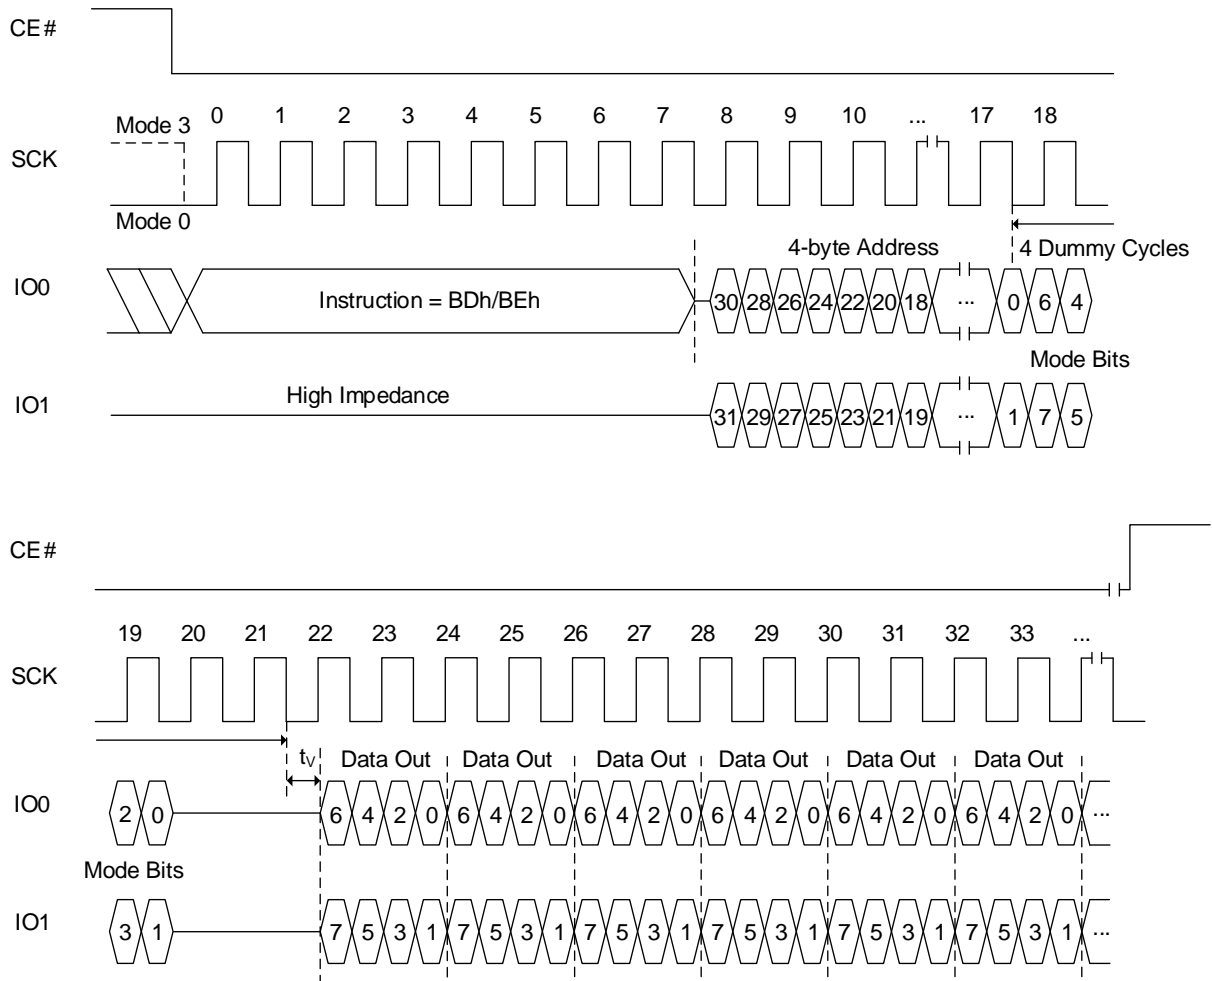 CE#
0 1 2 3 4 5 6 7 8 9 10 ... 17 18
Mode 3
SCK
Mode 0
4-byte Address 4 Dummy Cycles
IO0
Instruction = BDh/BEh
30 28 26 24 22 20 18 ... 0 6 4
Mode Bits
IO1
High Impedance
31 29 27 25 23 21 19 ... 1 7 5
CE#
19 20 21 22 23 24 25 26 27 28 29 30 31 32 33 ...
SCK
tV Data Out Data Out Data Out Data Out Data Out Data Out
IO0
2 0 6 4 2 0 6 4 2 0 6 4 2 0 6 4 2 0 6 4 2 0 6 4 2 0 ...
Mode Bits
IO1
3 1 7 5 3 1 7 5 3 1 7 5 3 1 7 5 3 1 7 5 3 1 7 5 3 1 ...